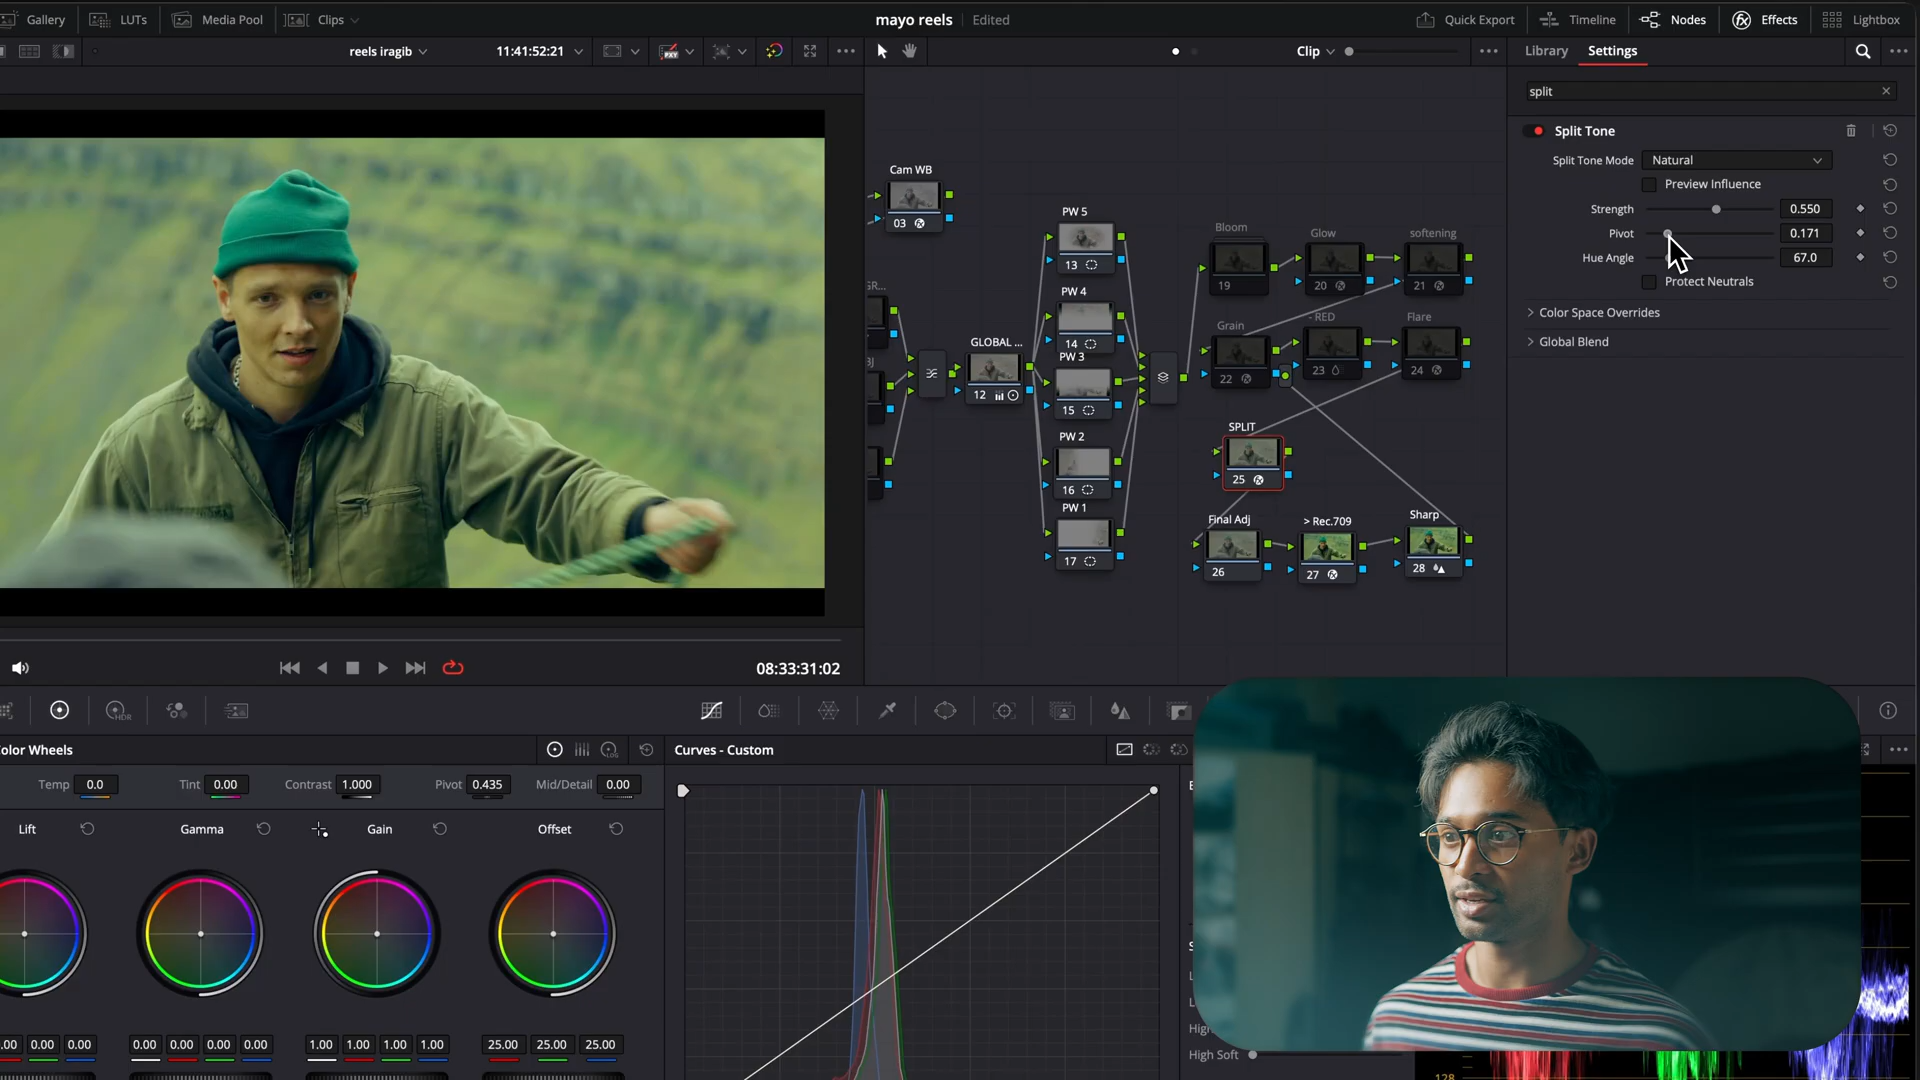 Gallery
LUTs
Media Pool
Clips
mayo reels
Edited
Quick Export
Timeline
Nodes
Effects
Lightbox
reels iragib
11:41:52:21
PXY
Clip
Library
Settings
split
Split Tone
Split Tone Mode
Natural
Preview Influence
Strength
0.550
Pivot
0.171
Hue Angle
67.0
Protect Neutrals
Color Space Overrides
Global Blend
Cam WB
03
PW 5
13
PW 4
14
PW 3
15
PW 2
16
PW 1
17
GLOBAL ...
12
Bloom
19
Glow
20
softening
21
Grain
22
- RED
23
Flare
24
SPLIT
25
Final Adj
26
> Rec.709
27
Sharp
28
08:33:31:02
HDR
olor Wheels
Curves - Custom
Temp
0.0
Tint
0.00
Contrast
1.000
Pivot
0.435
Mid/Detail
0.00
Lift
Gamma
Gain
Offset
.00
0.00
0.00
0.00
0.00
0.00
0.00
1.00
1.00
1.00
1.00
25.00
25.00
25.00
High Soft
128